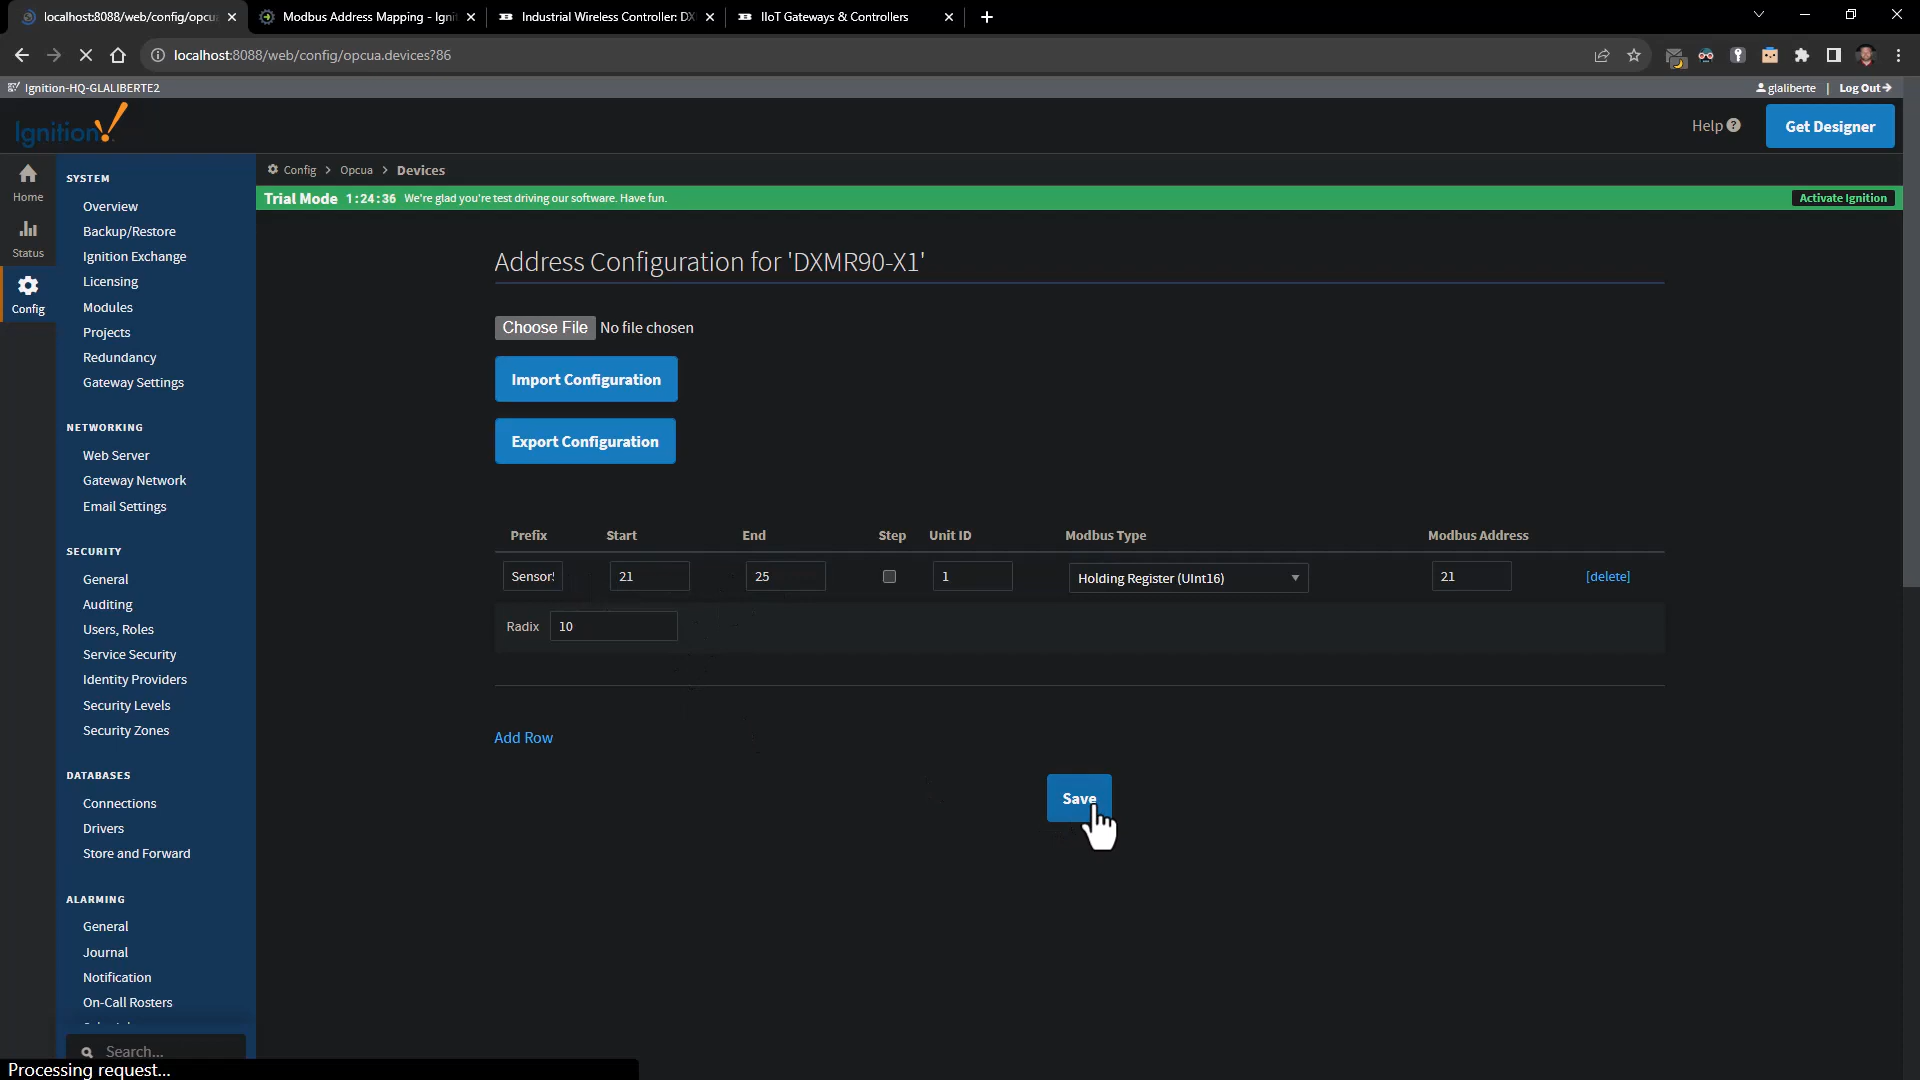 localhost:8088/web/config/opcu
Modbus Address Mapping - Ignit
Industrial Wireless Controller: DX
IIoT Gateways & Controllers
localhost:8088/web/config/opcua.devices?86
Ignition-HQ-GLALIBERTE2
glaliberte | Log Out
Ignition!
Help
Get Designer
Home
Status
Config
SYSTEM
Overview
Backup/Restore
Ignition Exchange
Licensing
Modules
Projects
Redundancy
Gateway Settings
NETWORKING
Web Server
Gateway Network
Email Settings
SECURITY
General
Auditing
Users, Roles
Service Security
Identity Providers
Security Levels
Security Zones
DATABASES
Connections
Drivers
Store and Forward
ALARMING
General
Journal
Notification
On-Call Rosters
Search...
Config > Opcua > Devices
Trial Mode 1:24:36 We're glad you're test driving our software. Have fun.
Activate Ignition
Address Configuration for 'DXMR90-X1'
Choose File No file chosen
Import Configuration
Export Configuration
Prefix Start End Step Unit ID Modbus Type Modbus Address
Sensor 21 25 1 Holding Register (UInt16) 21 [delete]
Radix 10
Add Row
Save
Processing request...